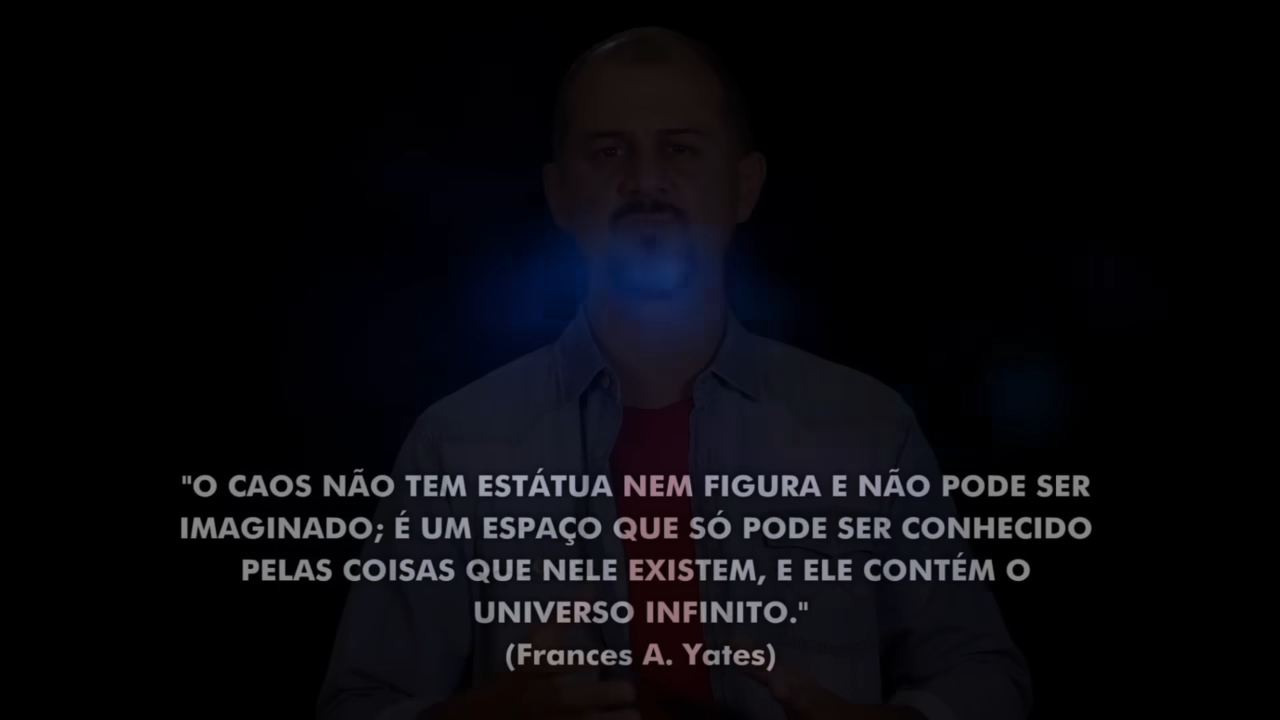 "O CAOS NÃO TEM ESTÁTUA NEM FIGURA E NÃO PODE SER
IMAGINADO; É UM ESPAÇO QUE SÓ PODE SER CONHECIDO
PELAS COISAS QUE NELE EXISTEM, E ELE CONTÉM O
UNIVERSO INFINITO."
(Frances A. Yates)